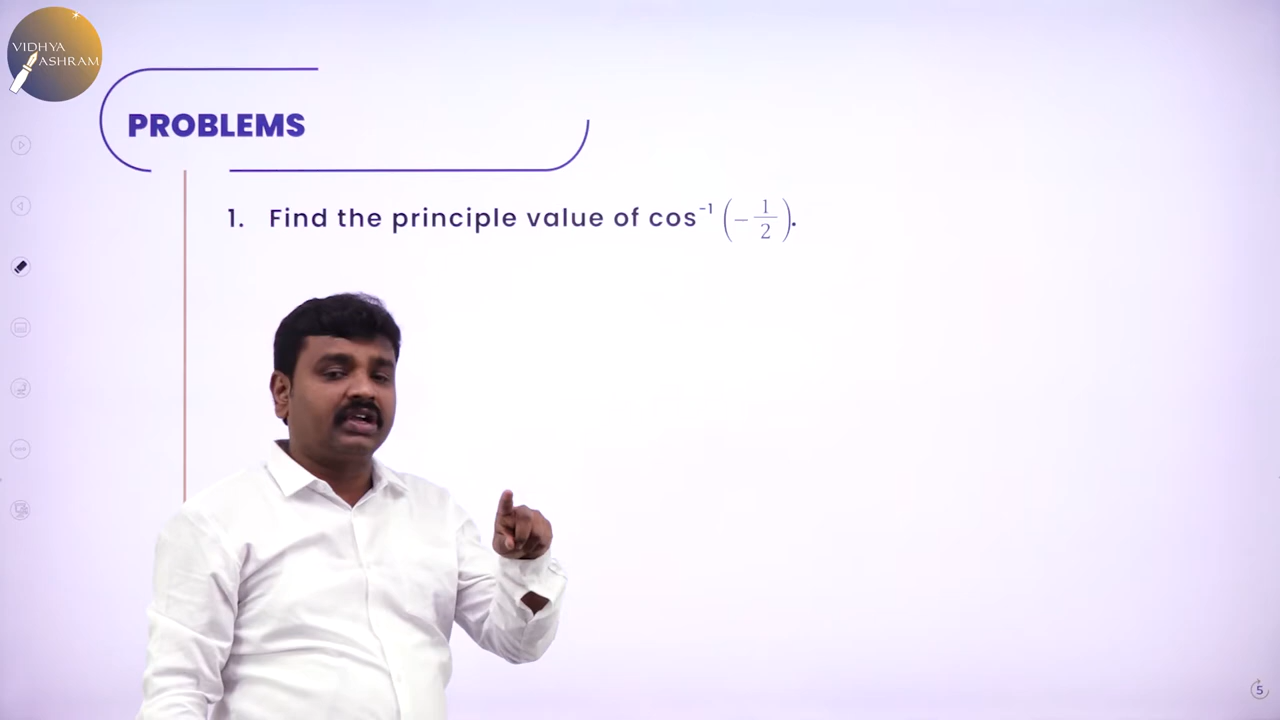 VIDHYA
ASHRAM
PROBLEMS
1. Find the principle value of cos⁻¹ (− 1/2).
5